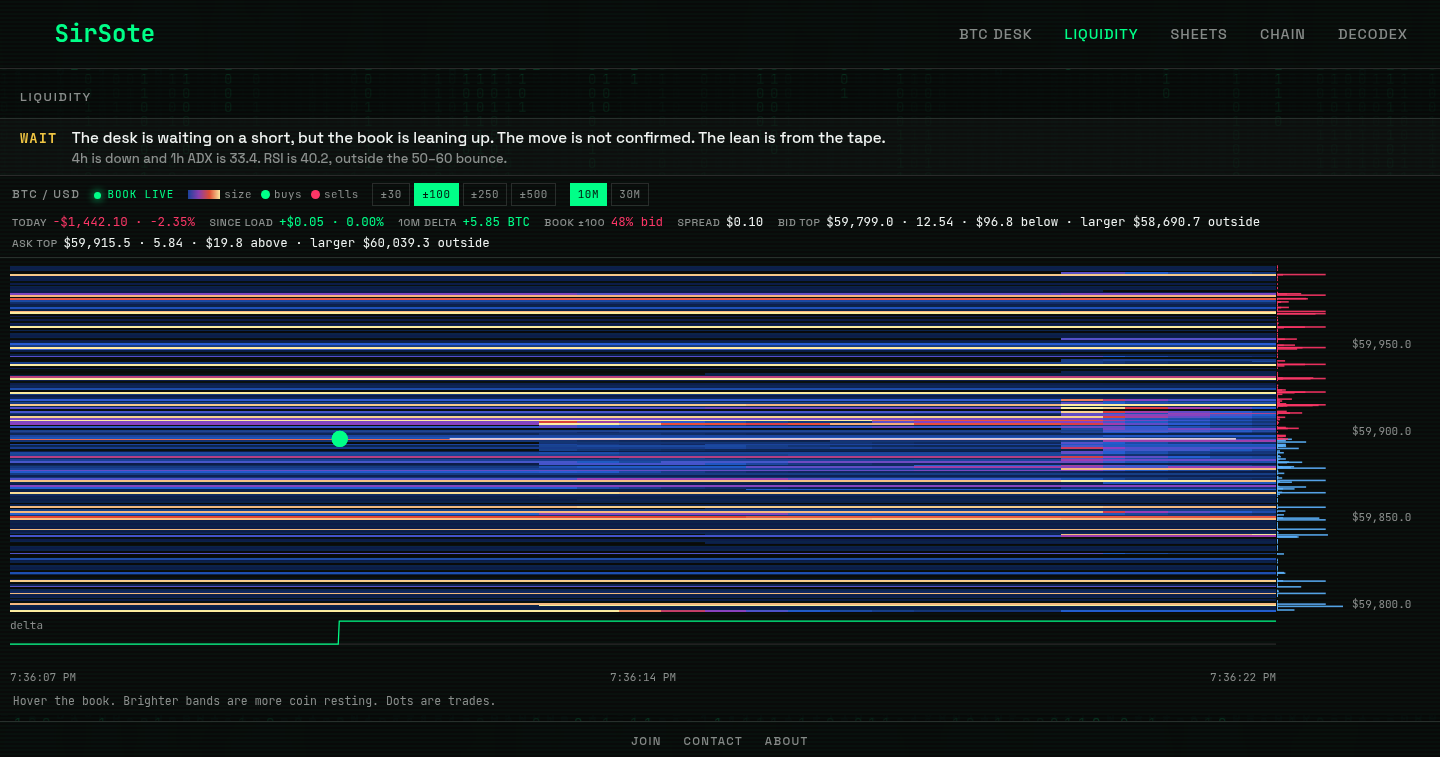 SirSote
BTC DESK LIQUIDITY SHEETS CHAIN DECODEX
LIQUIDITY
WAIT The desk is waiting on a short, but the book is leaning up. The move is not confirmed. The lean is from the tape.
4h is down and 1h ADX is 33.4. RSI is 40.2, outside the 50–60 bounce.
BTC / USD BOOK LIVE size buys sells ±30 ±100 ±250 ±500 10M 30M
TODAY -$1,442.10 · -2.35% SINCE LOAD +$0.05 · 0.00% 10M DELTA +5.85 BTC BOOK ±100 48% bid SPREAD $0.10 BID TOP $59,799.0 · 12.54 · $96.8 below · larger $58,690.7 outside
ASK TOP $59,915.5 · 5.84 · $19.8 above · larger $60,039.3 outside
$59,950.0
$59,900.0
$59,850.0
$59,800.0
delta
7:36:07 PM 7:36:14 PM 7:36:22 PM
Hover the book. Brighter bands are more coin resting. Dots are trades.
JOIN CONTACT ABOUT